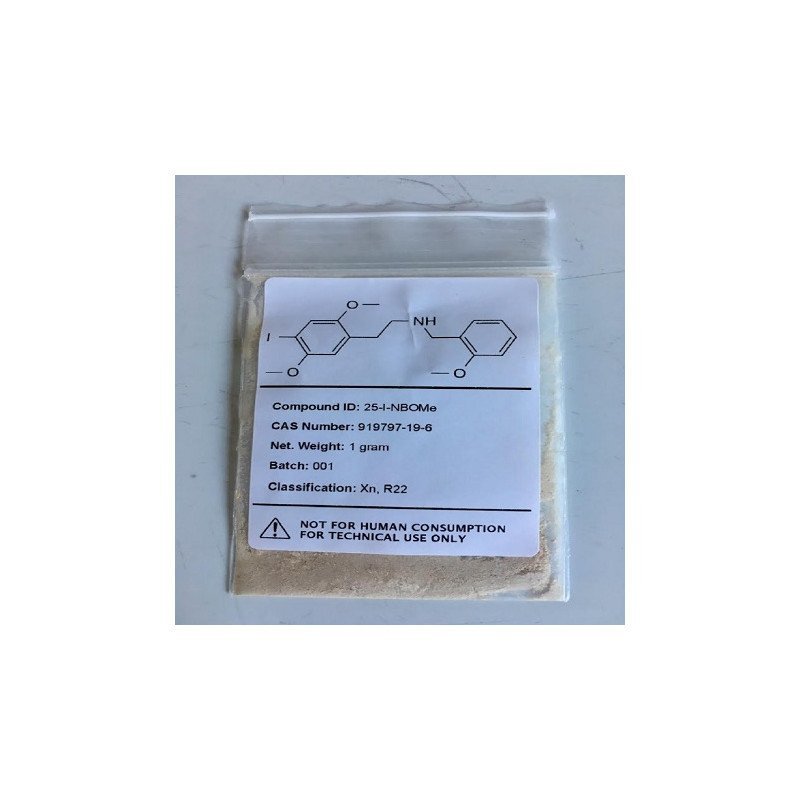 O
I
NH
O
O
Compound ID: 25-I-NBOMe
CAS Number: 919797-19-6
Net. Weight: 1 gram
Batch: 001
Classification: Xn, R22
NOT FOR HUMAN CONSUMPTION
FOR TECHNICAL USE ONLY